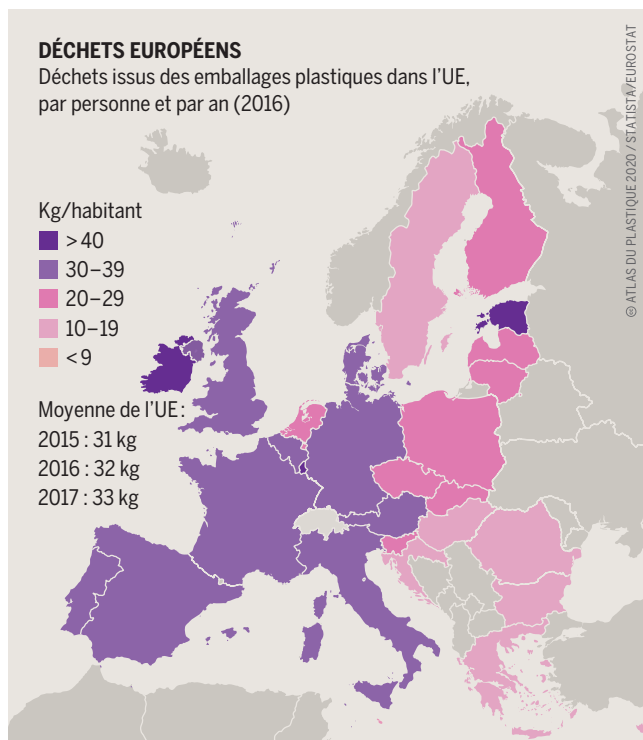 DÉCHETS EUROPÉENS
Déchets issus des emballages plastiques dans l’UE,
par personne et par an (2016)
Kg/habitant
> 40
30–39
20–29
10–19
< 9
Moyenne de l’UE :
2015 : 31 kg
2016 : 32 kg
2017 : 33 kg
© ATLAS DU PLASTIQUE 2020 / STATISTA/EUROSTAT